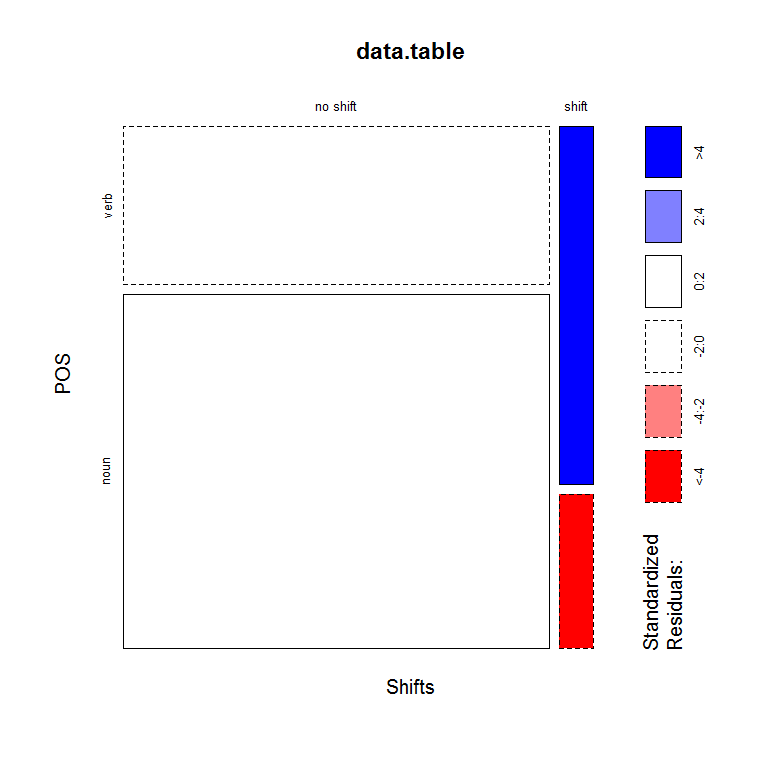 data.table
no shift
shift
verb
noun
POS
Shifts
>4
2:4
0:2
-2:0
-4:-2
<-4
Standardized
Residuals: